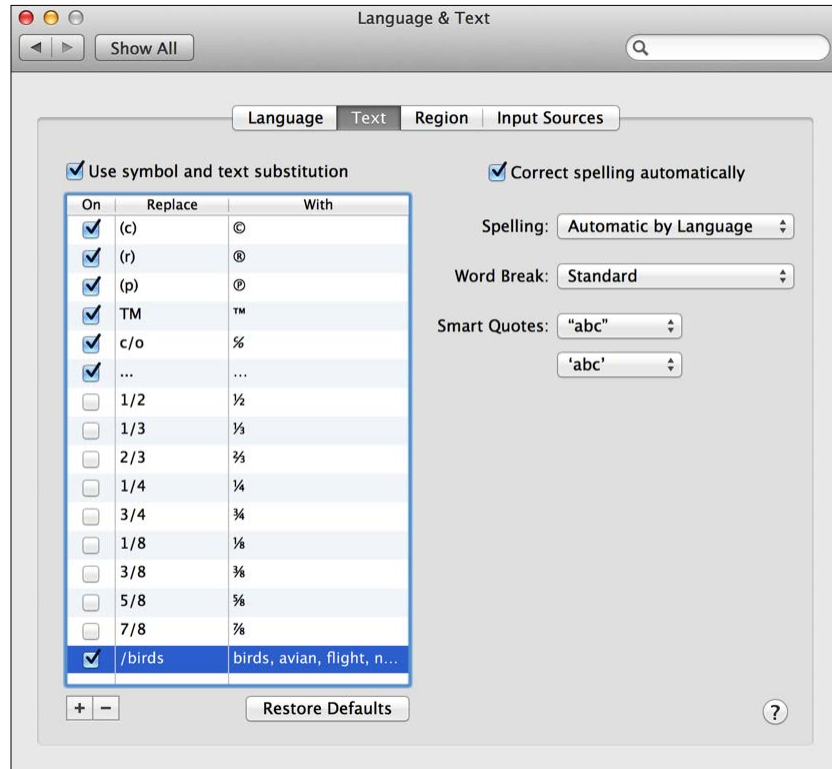 Language & Text
Show All
Language Text Region Input Sources
Use symbol and text substitution
Correct spelling automatically
On Replace With
(c) ©
(r) ®
(p) ℗
TM ™
c/o ℅
... …
1/2 ½
1/3 ⅓
2/3 ⅔
1/4 ¼
3/4 ¾
1/8 ⅛
3/8 ⅜
5/8 ⅝
7/8 ⅞
/birds birds, avian, flight, n...
Spelling: Automatic by Language
Word Break: Standard
Smart Quotes: “abc”
‘abc’
+ −
Restore Defaults
?